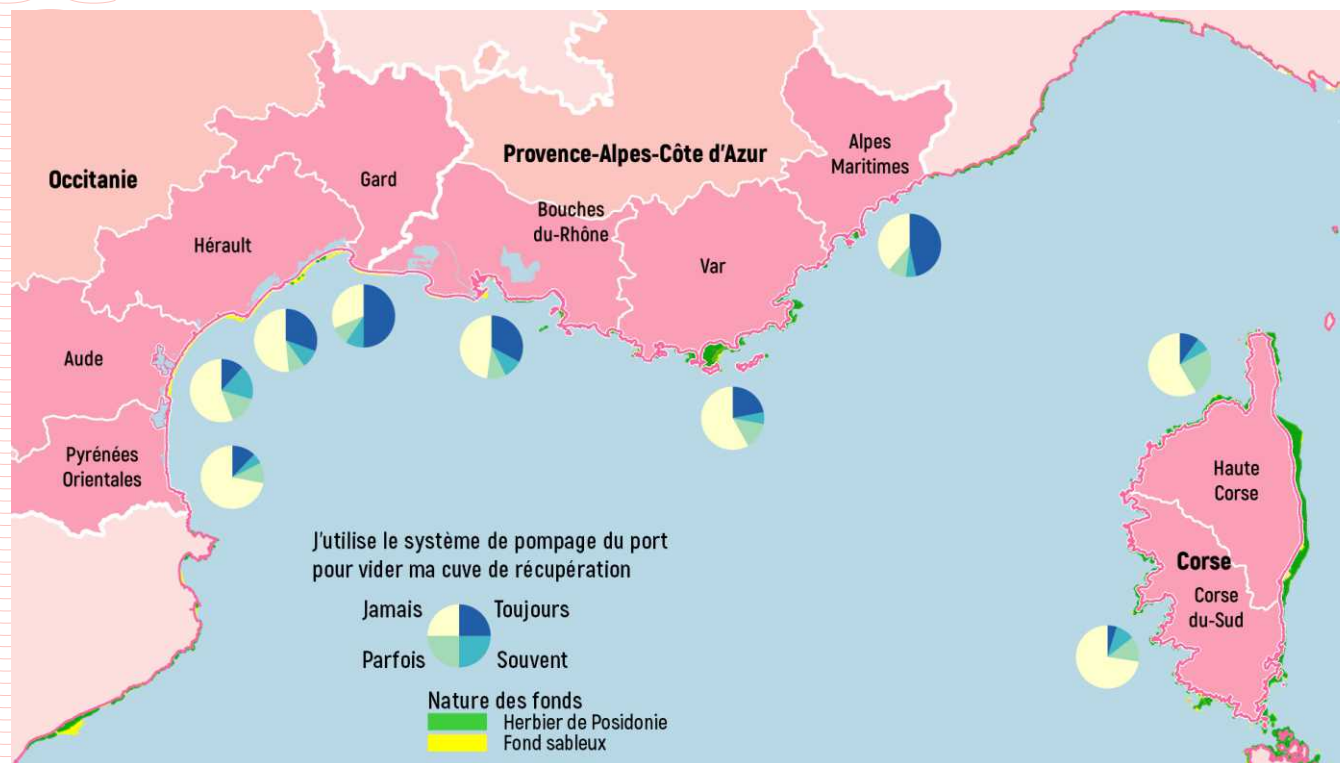 Occitanie
Provence-Alpes-Côte d'Azur
Alpes
Maritimes
Gard
Bouches
du-Rhône
Hérault
Var
Aude
Pyrénées
Orientales
Haute
Corse
Corse
Corse
du-Sud
J'utilise le système de pompage du port
pour vider ma cuve de récupération
Jamais Toujours
Parfois Souvent
Nature des fonds
Herbier de Posidonie
Fond sableux